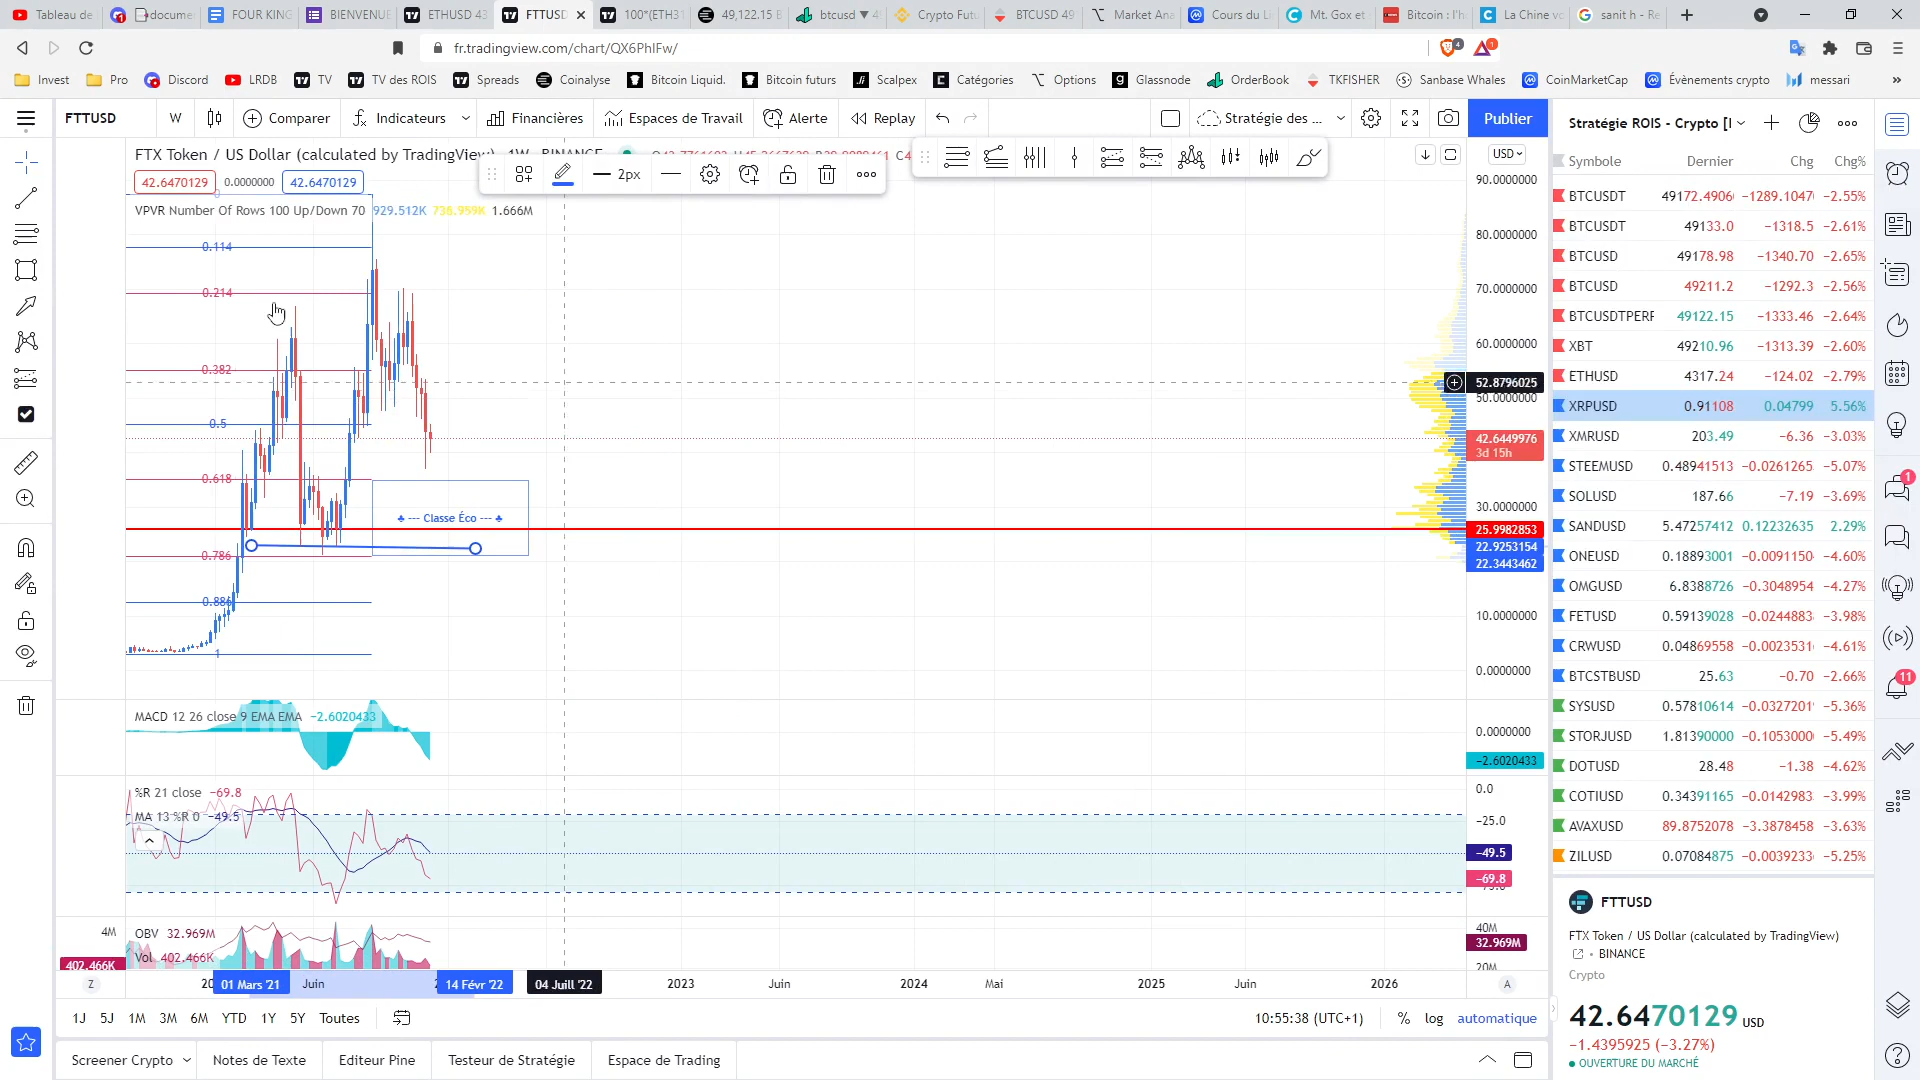 Tableau de
docume
FOUR KING
BIENVENUE
ETHUSD 43
FTTUSD
100*(ETH31
49,122.15 B
btcusd ▼ 4
Crypto Futu
BTCUSD 49
Market Ana
Cours du Li
Mt. Gox et
Bitcoin : l'h
La Chine vo
sanit h - Re
fr.tradingview.com/chart/QX6PhIFw/
4
1
Invest
Pro
Discord
LRDB
TV
TV des ROIS
Spreads
Coinalyse
Bitcoin Liquid.
Bitcoin futurs
Scalpex
Catégories
Options
Glassnode
OrderBook
TKFISHER
Sanbase Whales
CoinMarketCap
Évènements crypto
messari
»
FTTUSD
W
Comparer
Indicateurs
Financières
Espaces de Travail
Alerte
Replay
Stratégie des ...
Publier
Stratégie ROIS - Crypto [I
FTX Token / US Dollar (calculated by TradingView)
2px
USD
42.6470129
0.0000000
42.6470129
VPVR Number Of Rows 100 Up/Down 70 929.512K 736.959K 1.666M
0
0.114
0.214
0.382
0.5
0.618
0.786
0.886
1
♣ --- Classe Éco --- ♣
90.0000000
80.0000000
70.0000000
60.0000000
52.8796025
50.0000000
42.6449976
3d 15h
30.0000000
25.9982853
22.9253154
22.3443462
10.0000000
0.0000000
MACD 12 26 close 9 EMA EMA −2.6020433
0.0000000
−2.6020433
%R 21 close −69.8
MA 13 %R 0 −49.5
0.0
−25.0
−49.5
−69.8
4M
OBV 32.969M
Vol 402.466K
402.466K
40M
32.969M
20M
Z
01 Mars '21
Juin
14 Févr '22
04 Juill '22
2023
Juin
2024
Mai
2025
Juin
2026
A
1J
5J
1M
3M
6M
YTD
1Y
5Y
Toutes
10:55:38 (UTC+1)
%
log
automatique
Screener Crypto
Notes de Texte
Editeur Pine
Testeur de Stratégie
Espace de Trading
Symbole Dernier Chg Chg%
BTCUSDT 49172.4906 −1289.1047 −2.55%
BTCUSDT 49133.0 −1318.5 −2.61%
BTCUSD 49178.98 −1340.70 −2.65%
BTCUSD 49211.2 −1292.3 −2.56%
BTCUSDTPERF 49122.15 −1333.46 −2.64%
XBT 49210.96 −1313.39 −2.60%
ETHUSD 4317.24 −124.02 −2.79%
XRPUSD 0.91108 0.04799 5.56%
XMRUSD 203.49 −6.36 −3.03%
STEEMUSD 0.48941513 −0.0261265 −5.07%
SOLUSD 187.66 −7.19 −3.69%
SANDUSD 5.47257412 0.12232635 2.29%
ONEUSD 0.18893001 −0.0091150 −4.60%
OMGUSD 6.8388726 −0.3048954 −4.27%
FETUSD 0.59139028 −0.0244883 −3.98%
CRWUSD 0.04869558 −0.0023531 −4.61%
BTCSTBUSD 25.63 −0.70 −2.66%
SYSUSD 0.57810614 −0.0327201 −5.36%
STORJUSD 1.81390000 −0.1053000 −5.49%
DOTUSD 28.48 −1.38 −4.62%
COTIUSD 0.34391165 −0.0142983 −3.99%
AVAXUSD 89.8752078 −3.3878458 −3.63%
ZILUSD 0.07084875 −0.0039233 −5.25%
FTTUSD
FTX Token / US Dollar (calculated by TradingView)
• BINANCE
Crypto
42.6470129 USD
−1.4395925 (−3.27%)
● OUVERTURE DU MARCHÉ
1
11